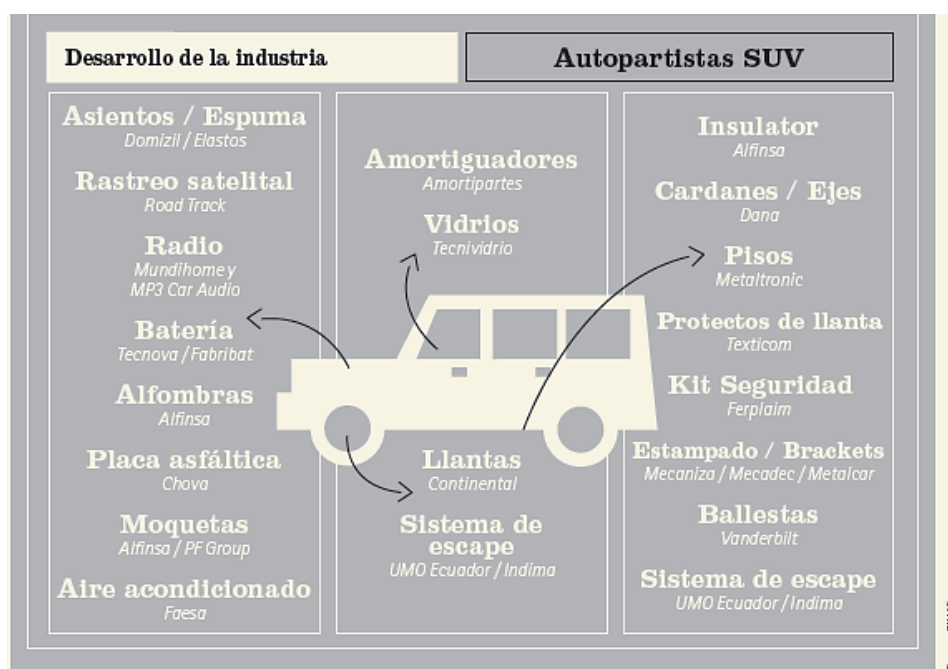 Desarrollo de la industria
Autopartistas SUV
Asientos / Espuma
Domizil / Elastos
Rastreo satelital
Road Track
Radio
Mundihome y
MP3 Car Audio
Batería
Tecnova / Fabribat
Alfombras
Alfinsa
Placa asfáltica
Chova
Moquetas
Alfinsa / PF Group
Aire acondicionado
Faesa
Amortiguadores
Amortipartes
Vidrios
Tecnividrio
Llantas
Continental
Sistema de
escape
UMO Ecuador / Indima
Insulator
Alfinsa
Cardanes / Ejes
Dana
Pisos
Metaltronic
Protectos de llanta
Texticom
Kit Seguridad
Ferplaim
Estampado / Brackets
Mecaniza / Mecadec / Metalcar
Ballestas
Vanderbilt
Sistema de escape
UMO Ecuador / Indima